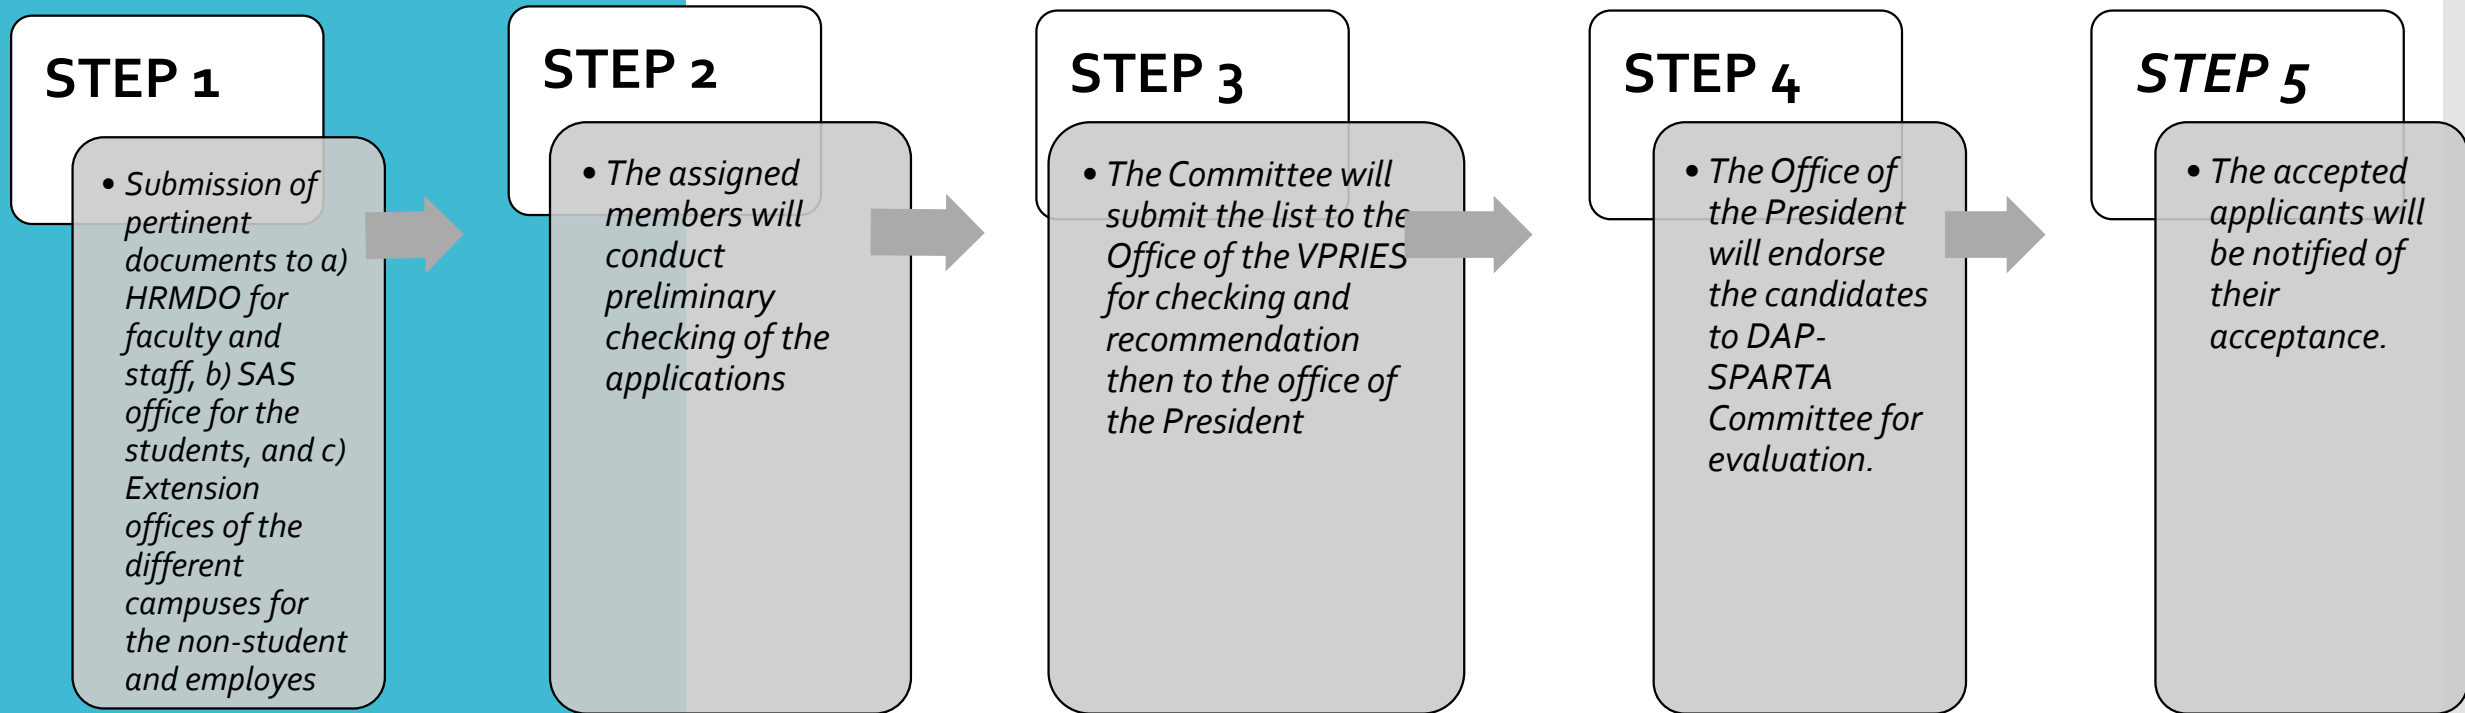 STEP 1
• Submission of
pertinent
documents to a)
HRMDO for
faculty and
staff, b) SAS
office for the
students, and c)
Extension
offices of the
different
campuses for
the non-student
and employes
STEP 2
• The assigned
members will
conduct
preliminary
checking of the
applications
STEP 3
• The Committee will
submit the list to the
Office of the VPRIES
for checking and
recommendation
then to the office of
the President
STEP 4
• The Office of
the President
will endorse
the candidates
to DAP-
SPARTA
Committee for
evaluation.
STEP 5
• The accepted
applicants will
be notified of
their
acceptance.